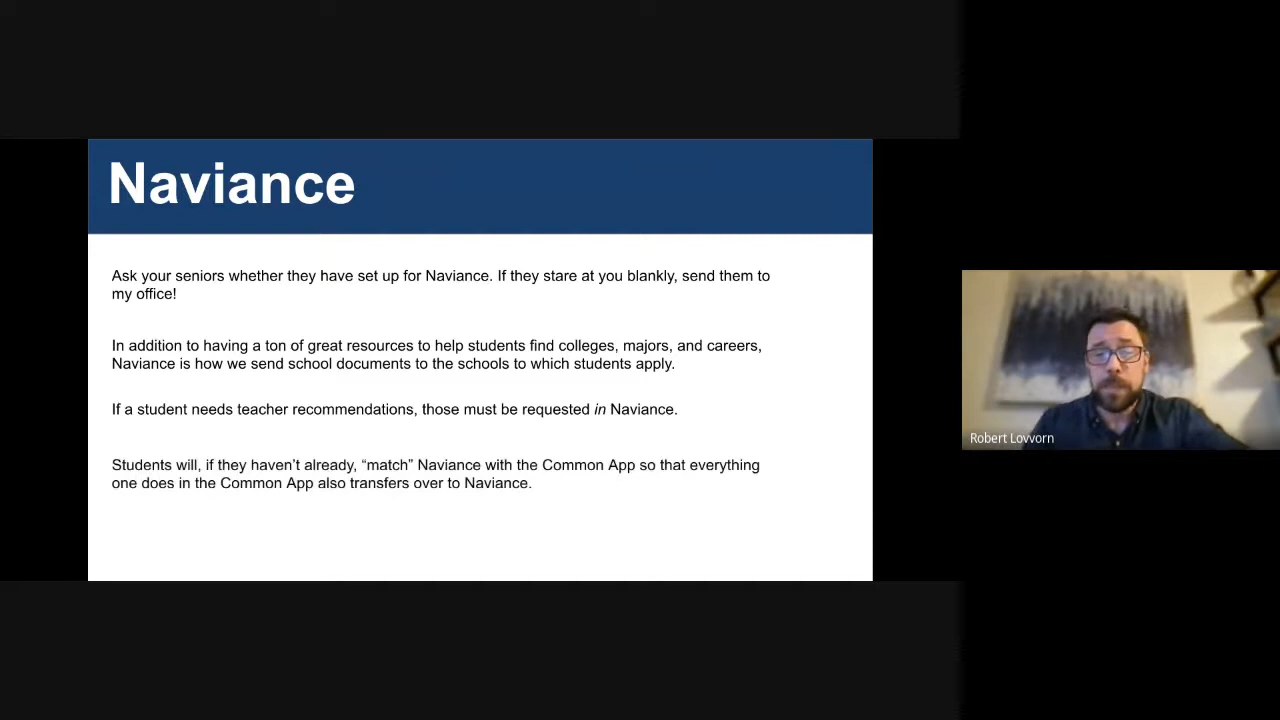 Naviance
Ask your seniors whether they have set up for Naviance. If they stare at you blankly, send them to
my office!
In addition to having a ton of great resources to help students find colleges, majors, and careers,
Naviance is how we send school documents to the schools to which students apply.
If a student needs teacher recommendations, those must be requested in Naviance.
Students will, if they haven’t already, “match” Naviance with the Common App so that everything
one does in the Common App also transfers over to Naviance.
Robert Lovvorn